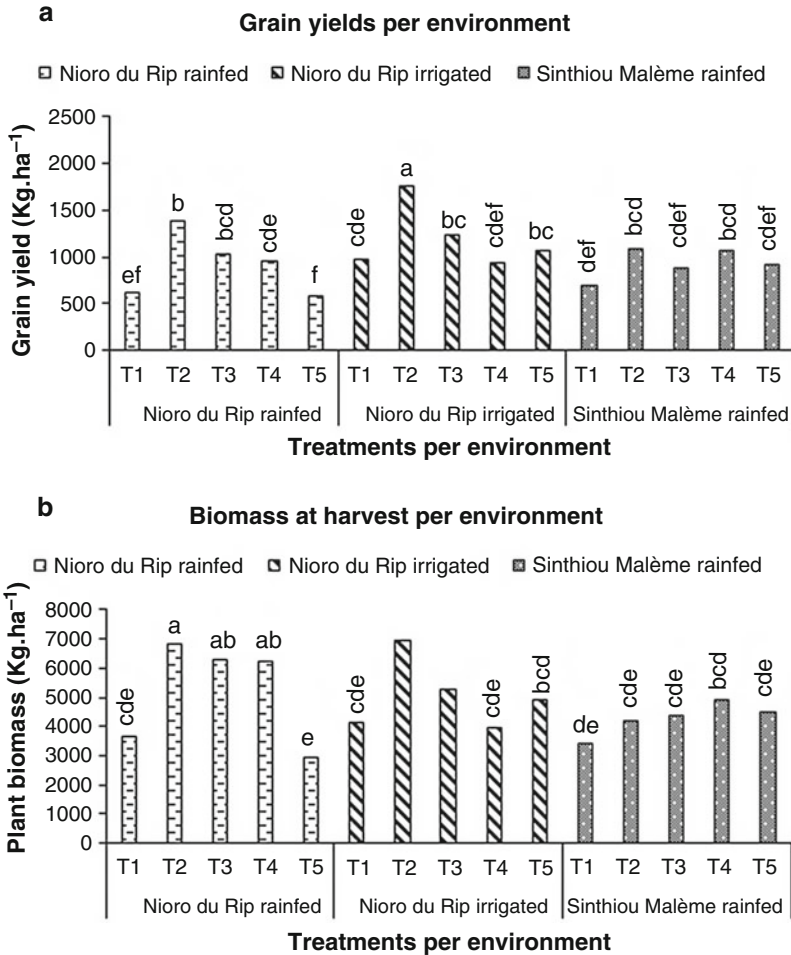 a
Grain yields per environment
Nioro du Rip rainfed Nioro du Rip irrigated Sinthiou Malème rainfed
Grain yield (Kg.ha⁻¹)
2500
2000
1500
1000
500
0
ef b bcd cde f cde a bc cdef bc def bcd cdef bcd cdef
T1 T2 T3 T4 T5 T1 T2 T3 T4 T5 T1 T2 T3 T4 T5
Nioro du Rip rainfed Nioro du Rip irrigated Sinthiou Malème rainfed
Treatments per environment
b
Biomass at harvest per environment
Nioro du Rip rainfed Nioro du Rip irrigated Sinthiou Malème rainfed
Plant biomass (Kg.ha⁻¹)
8000
7000
6000
5000
4000
3000
2000
1000
0
cde a ab ab e cde cde bcd de cde cde bcd cde
T1 T2 T3 T4 T5 T1 T2 T3 T4 T5 T1 T2 T3 T4 T5
Nioro du Rip rainfed Nioro du Rip irrigated Sinthiou Malème rainfed
Treatments per environment